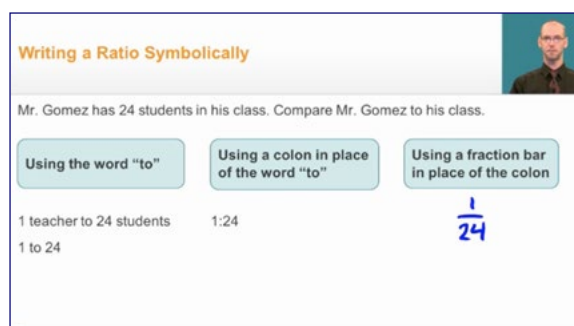 Writing a Ratio Symbolically
Mr. Gomez has 24 students in his class. Compare Mr. Gomez to his class.
Using the word “to”
Using a colon in place
of the word “to”
Using a fraction bar
in place of the colon
1 teacher to 24 students
1 to 24
1:24
1
24